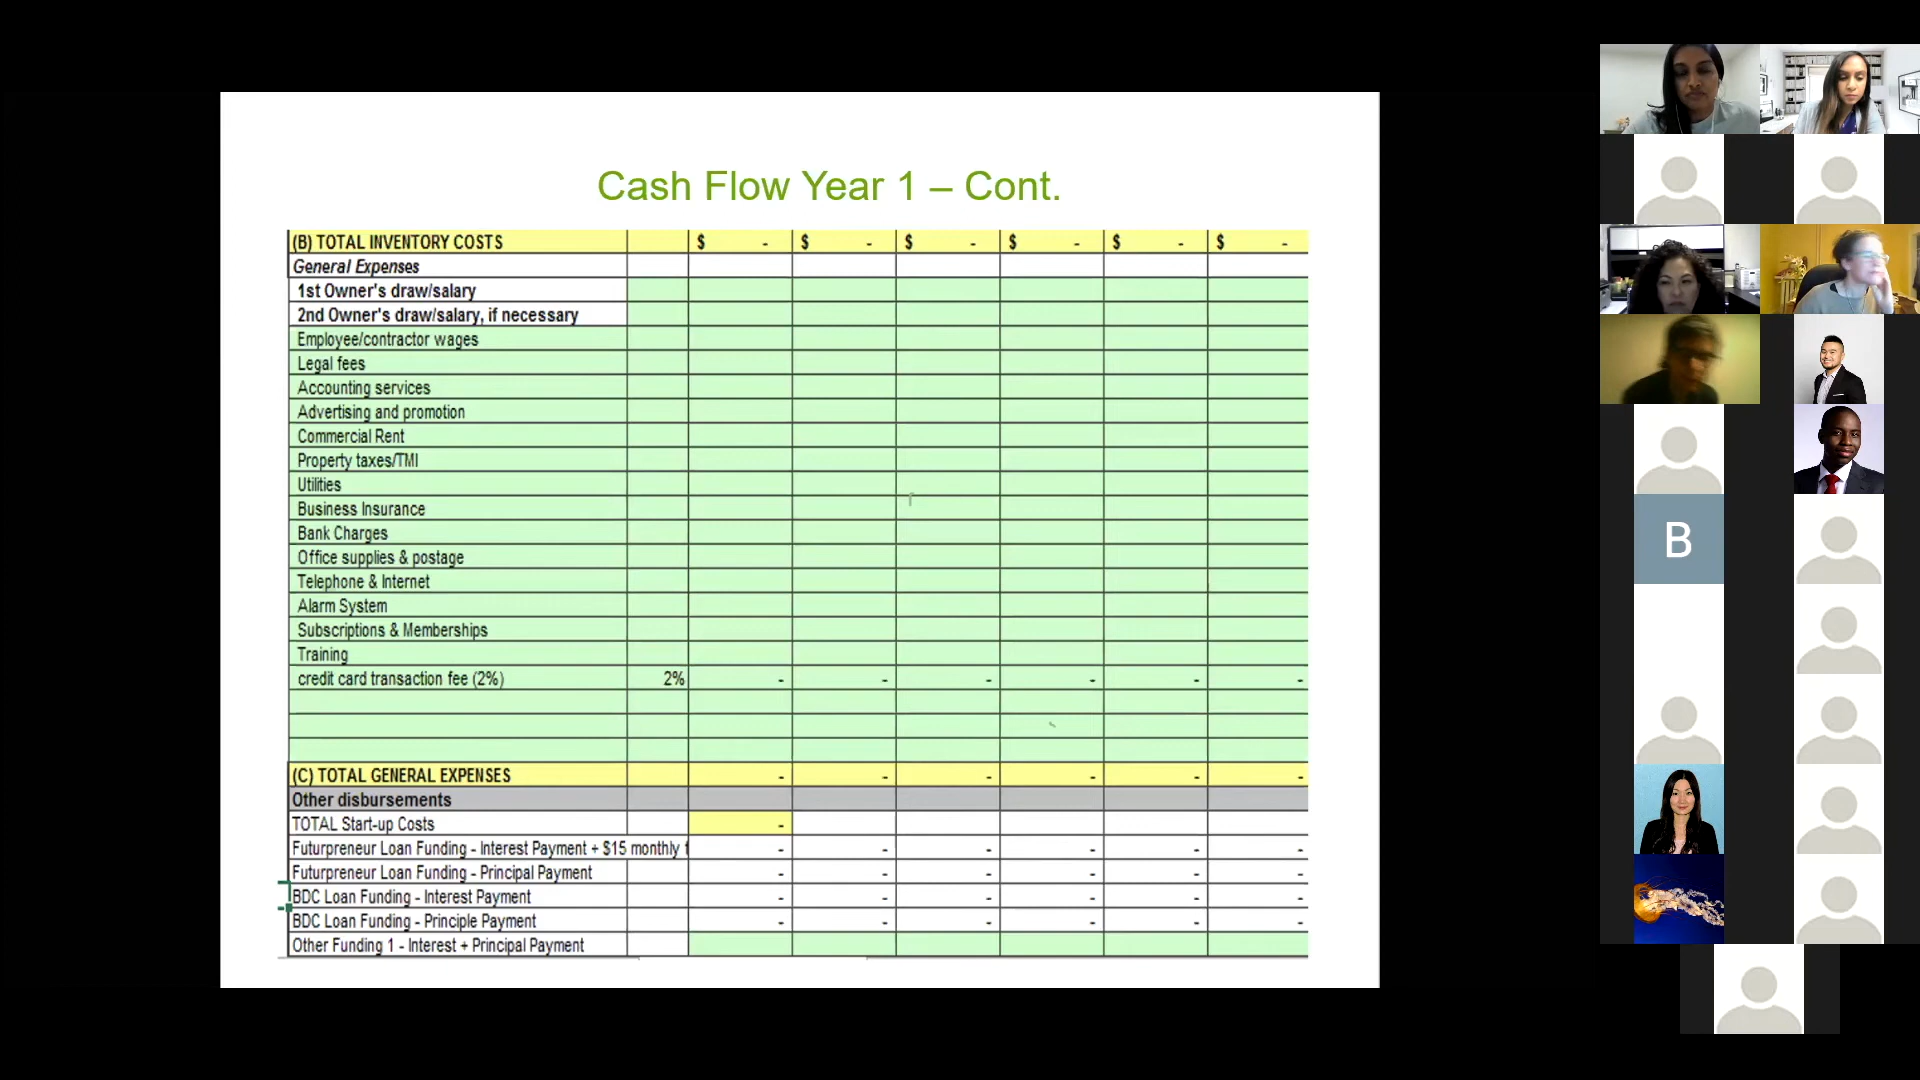 Cash Flow Year 1 – Cont.
(B) TOTAL INVENTORY COSTS $ - $ - $ - $ - $ - $ -
General Expenses
1st Owner's draw/salary
2nd Owner's draw/salary, if necessary
Employee/contractor wages
Legal fees
Accounting services
Advertising and promotion
Commercial Rent
Property taxes/TMI
Utilities
Business Insurance
Bank Charges
Office supplies & postage
Telephone & Internet
Alarm System
Subscriptions & Memberships
Training
credit card transaction fee (2%) 2% - - - - - -
(C) TOTAL GENERAL EXPENSES - - - - - -
Other disbursements
TOTAL Start-up Costs -
Futurpreneur Loan Funding - Interest Payment + $15 monthly - - - - - -
Futurpreneur Loan Funding - Principal Payment - - - - - -
BDC Loan Funding - Interest Payment - - - - - -
BDC Loan Funding - Principle Payment - - - - - -
Other Funding 1 - Interest + Principal Payment
B